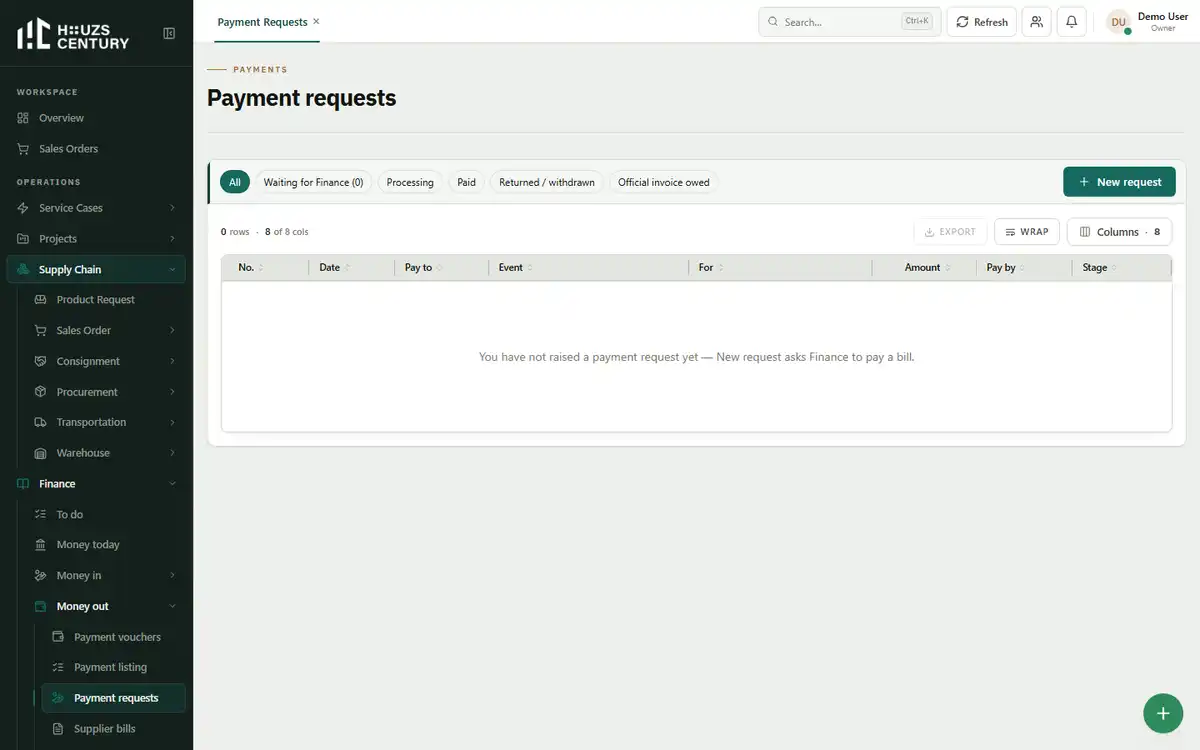 HOUZS
CENTURY
WORKSPACE
Overview
Sales Orders
OPERATIONS
Service Cases
Projects
Supply Chain
Product Request
Sales Order
Consignment
Procurement
Transportation
Warehouse
Finance
To do
Money today
Money in
Money out
Payment vouchers
Payment listing
Payment requests
Supplier bills
Payment Requests ×
Search... Ctrl+K
Refresh
DU
Demo User
Owner
PAYMENTS
Payment requests
All Waiting for Finance (0) Processing Paid Returned / withdrawn Official invoice owed
+ New request
0 rows · 8 of 8 cols
EXPORT WRAP Columns · 8
No. Date Pay to Event For Amount Pay by Stage
You have not raised a payment request yet — New request asks Finance to pay a bill.
+